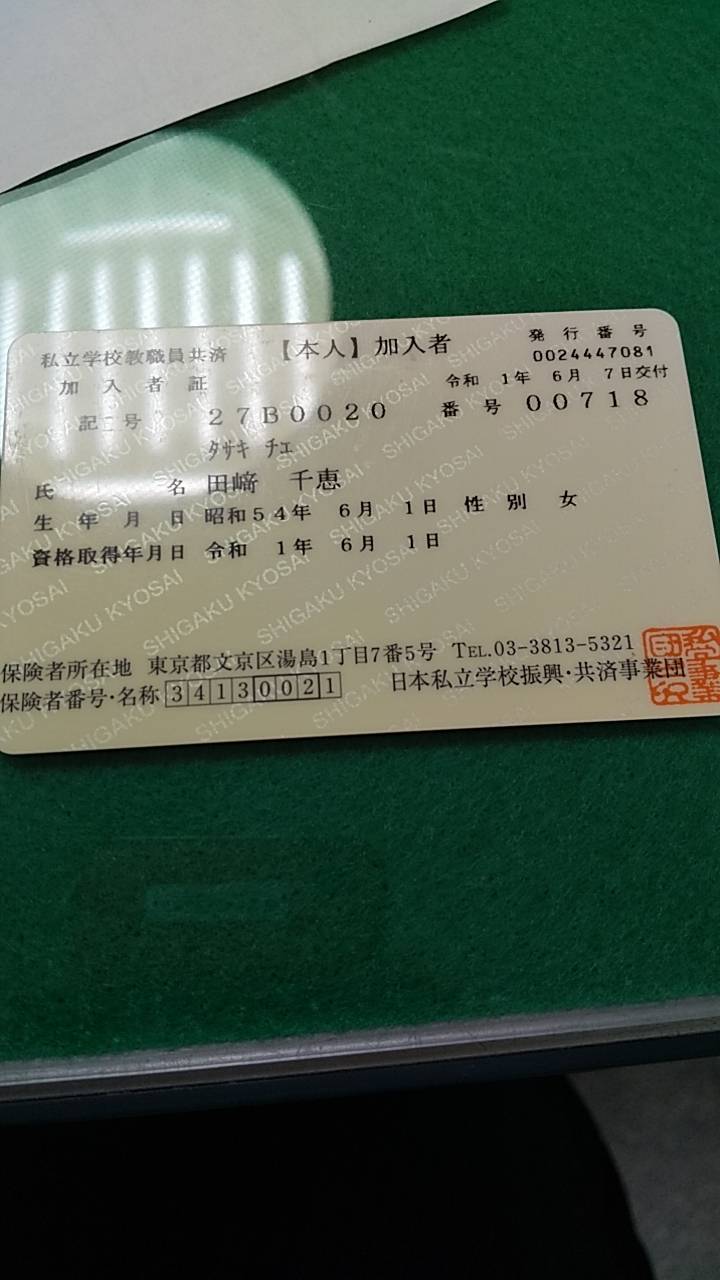 私立学校教職員共済 【本人】加入者 発行番号
加入者証 0024447081
令和 1年 6月 7日交付
記号 27B0020 番号 00718
タサキ チエ
氏名 田﨑 千恵
生年月日 昭和54年 6月 1日 性別 女
資格取得年月日 令和 1年 6月 1日
保険者所在地 東京都文京区湯島1丁目7番5号 TEL.03-3813-5321
保険者番号・名称 34130021 日本私立学校振興・共済事業団
SHIGAKU KYOSAI